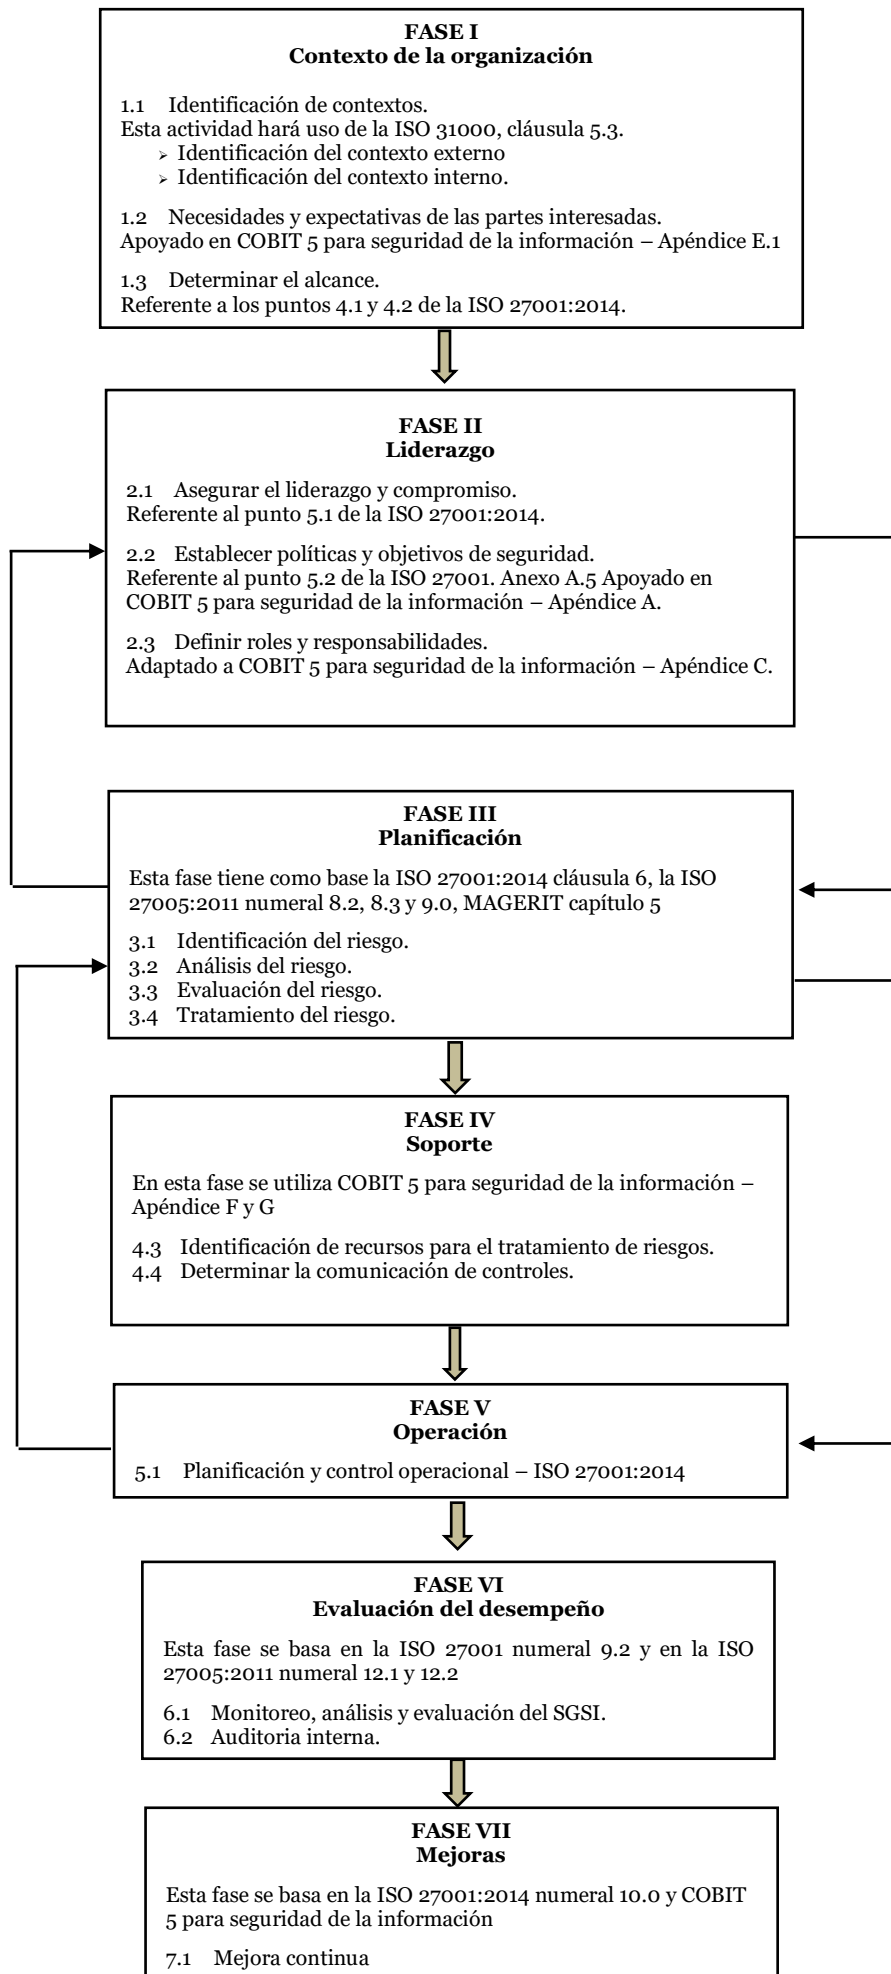 FASE I
Contexto de la organización
1.1 Identificación de contextos.
Esta actividad hará uso de la ISO 31000, cláusula 5.3.
➢ Identificación del contexto externo
➢ Identificación del contexto interno.
1.2 Necesidades y expectativas de las partes interesadas.
Apoyado en COBIT 5 para seguridad de la información – Apéndice E.1
1.3 Determinar el alcance.
Referente a los puntos 4.1 y 4.2 de la ISO 27001:2014.
FASE II
Liderazgo
2.1 Asegurar el liderazgo y compromiso.
Referente al punto 5.1 de la ISO 27001:2014.
2.2 Establecer políticas y objetivos de seguridad.
Referente al punto 5.2 de la ISO 27001. Anexo A.5 Apoyado en
COBIT 5 para seguridad de la información – Apéndice A.
2.3 Definir roles y responsabilidades.
Adaptado a COBIT 5 para seguridad de la información – Apéndice C.
FASE III
Planificación
Esta fase tiene como base la ISO 27001:2014 cláusula 6, la ISO
27005:2011 numeral 8.2, 8.3 y 9.0, MAGERIT capítulo 5
3.1 Identificación del riesgo.
3.2 Análisis del riesgo.
3.3 Evaluación del riesgo.
3.4 Tratamiento del riesgo.
FASE IV
Soporte
En esta fase se utiliza COBIT 5 para seguridad de la información –
Apéndice F y G
4.3 Identificación de recursos para el tratamiento de riesgos.
4.4 Determinar la comunicación de controles.
FASE V
Operación
5.1 Planificación y control operacional – ISO 27001:2014
FASE VI
Evaluación del desempeño
Esta fase se basa en la ISO 27001 numeral 9.2 y en la ISO
27005:2011 numeral 12.1 y 12.2
6.1 Monitoreo, análisis y evaluación del SGSI.
6.2 Auditoria interna.
FASE VII
Mejoras
Esta fase se basa en la ISO 27001:2014 numeral 10.0 y COBIT
5 para seguridad de la información
7.1 Mejora continua